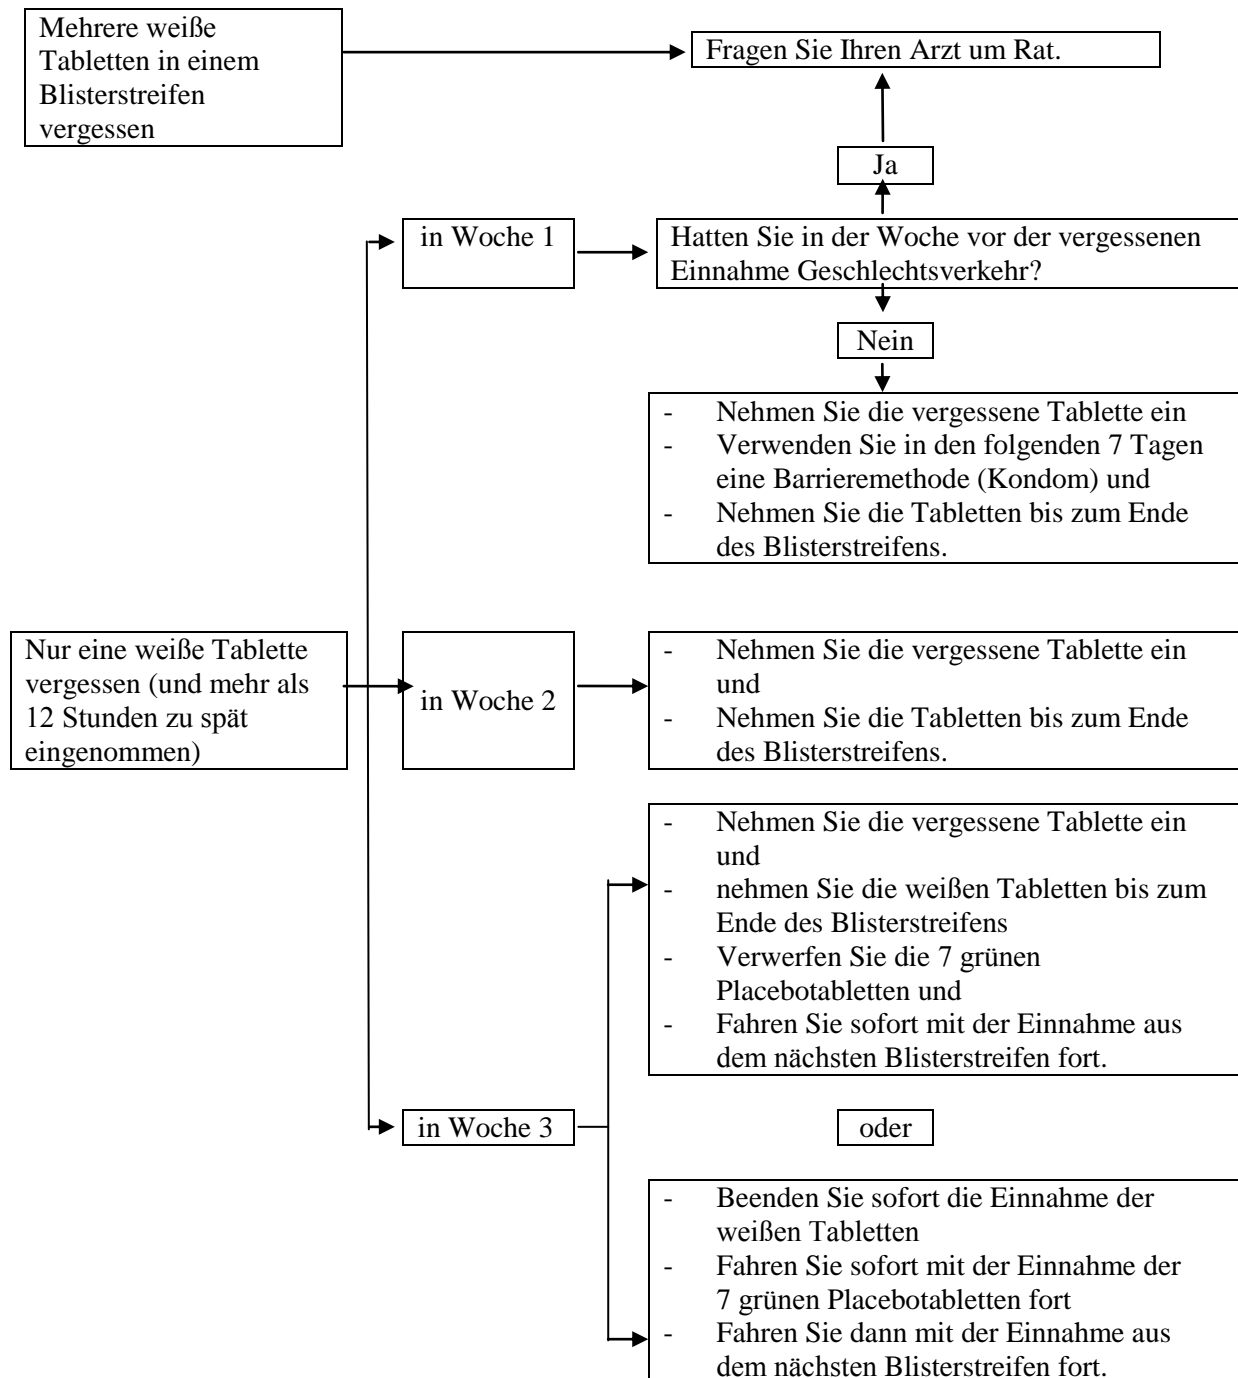 Mehrere weiße
Tabletten in einem
Blisterstreifen
vergessen
Fragen Sie Ihren Arzt um Rat.
Ja
in Woche 1
Hatten Sie in der Woche vor der vergessenen
Einnahme Geschlechtsverkehr?
Nein
- Nehmen Sie die vergessene Tablette ein
- Verwenden Sie in den folgenden 7 Tagen
eine Barrieremethode (Kondom) und
- Nehmen Sie die Tabletten bis zum Ende
des Blisterstreifens.
Nur eine weiße Tablette
vergessen (und mehr als
12 Stunden zu spät
eingenommen)
in Woche 2
- Nehmen Sie die vergessene Tablette ein
und
- Nehmen Sie die Tabletten bis zum Ende
des Blisterstreifens.
- Nehmen Sie die vergessene Tablette ein
und
- nehmen Sie die weißen Tabletten bis zum
Ende des Blisterstreifens
- Verwerfen Sie die 7 grünen
Placebotabletten und
- Fahren Sie sofort mit der Einnahme aus
dem nächsten Blisterstreifen fort.
in Woche 3
oder
- Beenden Sie sofort die Einnahme der
weißen Tabletten
- Fahren Sie sofort mit der Einnahme der
7 grünen Placebotabletten fort
- Fahren Sie dann mit der Einnahme aus
dem nächsten Blisterstreifen fort.